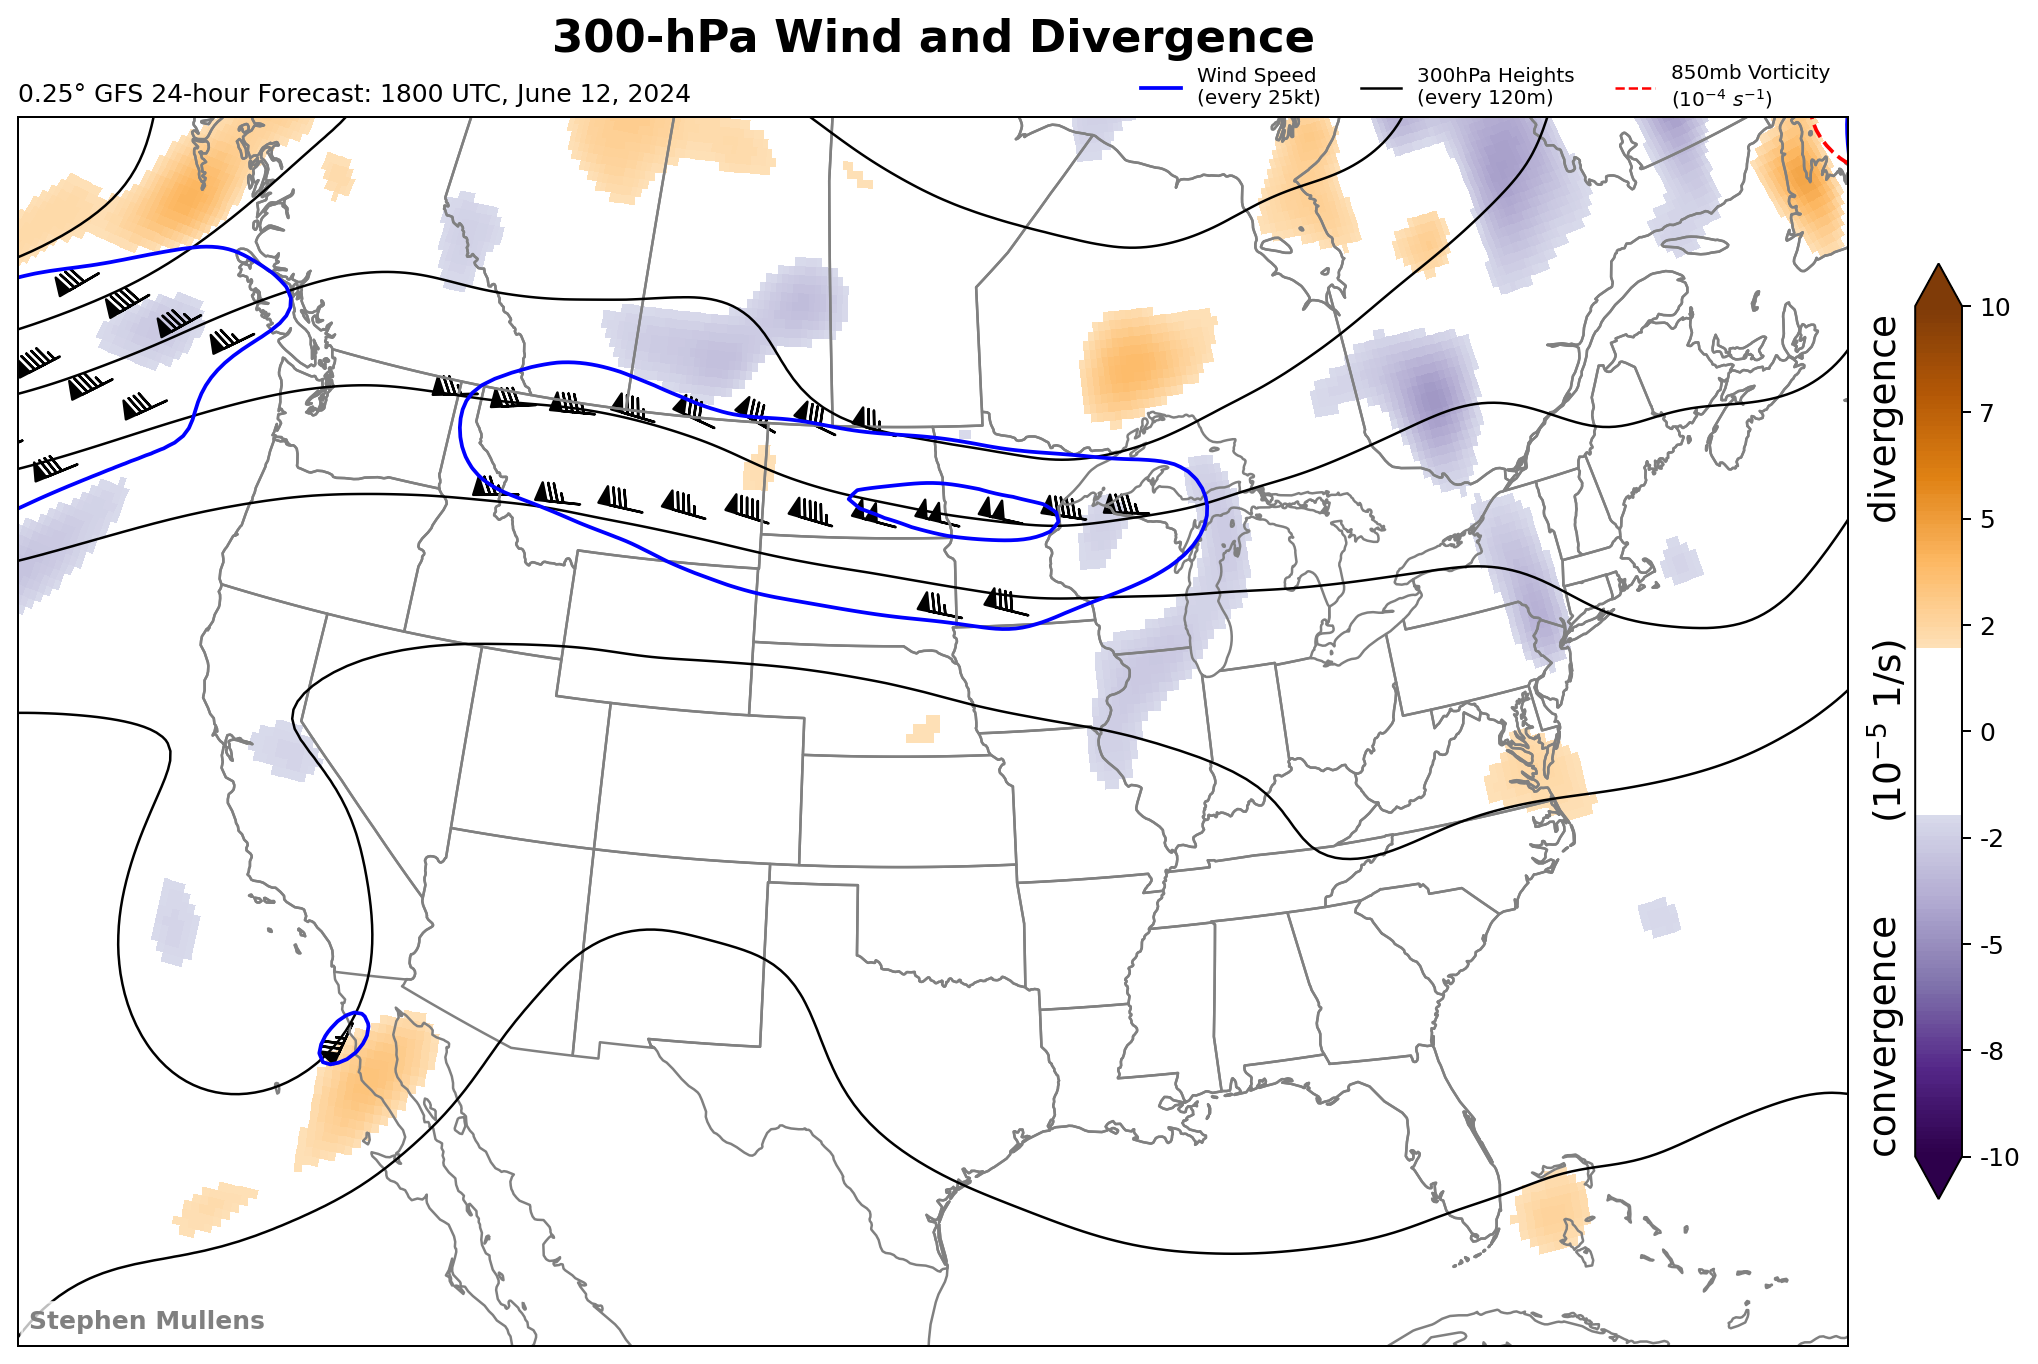 300-hPa Wind and Divergence
0.25° GFS 24-hour Forecast: 1800 UTC, June 12, 2024
Wind Speed
(every 25kt)
300hPa Heights
(every 120m)
850mb Vorticity
(10⁻⁴ s⁻¹)
10
7
5
2
0
-2
-5
-8
-10
convergence (10⁻⁵ 1/s) divergence
Stephen Mullens